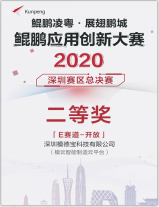 Kunpeng
鲲鹏凌粤·展翅鹏城
鲲鹏应用创新大赛
2020
深圳赛区总决赛
二等奖
「E赛道-开放」
深圳模德宝科技有限公司